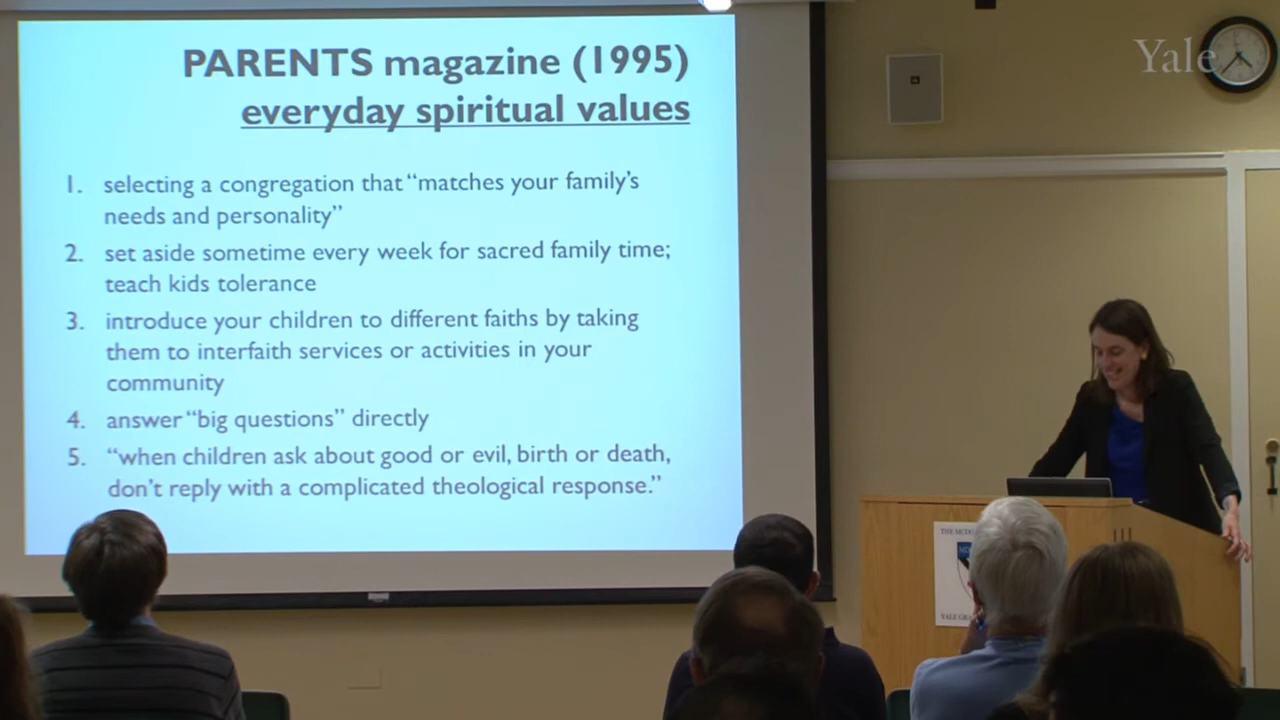 PARENTS magazine (1995)
everyday spiritual values
1. selecting a congregation that “matches your family’s
needs and personality”
2. set aside sometime every week for sacred family time;
teach kids tolerance
3. introduce your children to different faiths by taking
them to interfaith services or activities in your
community
4. answer “big questions” directly
5. “when children ask about good or evil, birth or death,
don’t reply with a complicated theological response.”
Yale
THE
YALE